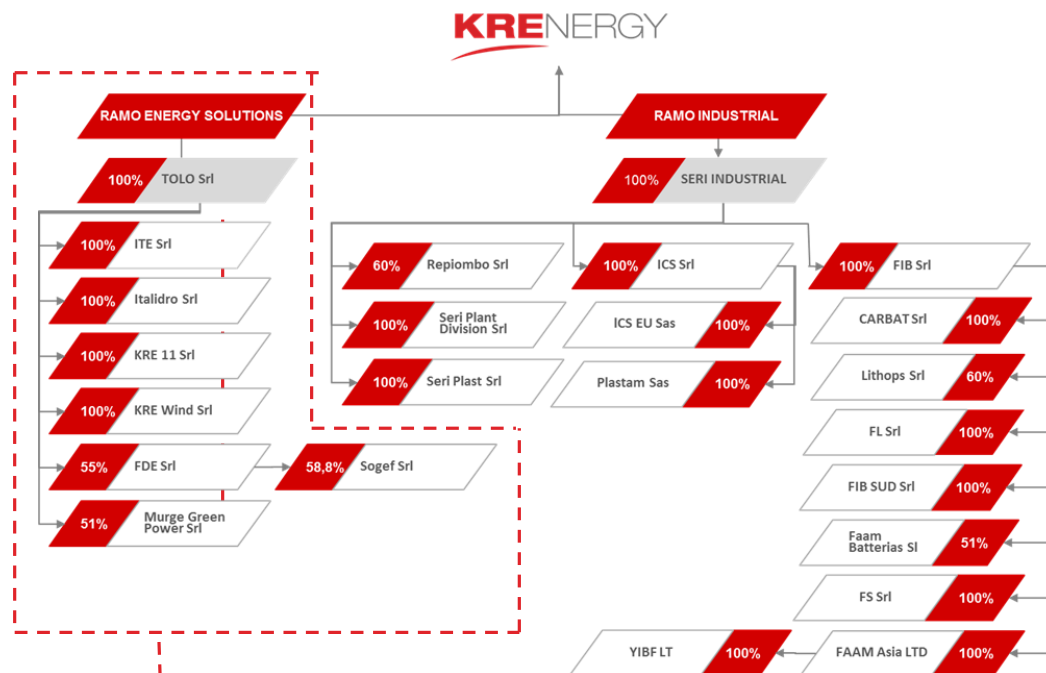 KRENERGY
RAMO ENERGY SOLUTIONS
RAMO INDUSTRIAL
100% TOLO Srl
100% SERI INDUSTRIAL
100% ITE Srl
100% Italidro Srl
100% KRE 11 Srl
100% KRE Wind Srl
55% FDE Srl
58,8% Sogef Srl
51% Murge Green
Power Srl
60% Repiombo Srl
100% Seri Plant
Division Srl
100% Seri Plast Srl
100% ICS Srl
ICS EU Sas 100%
Plastam Sas 100%
100% FIB Srl
CARBAT Srl 100%
Lithops Srl 60%
FL Srl 100%
FIB SUD Srl 100%
Faam
Batterias Sl 51%
FS Srl 100%
YIBF LT 100%
FAAM Asia LTD 100%